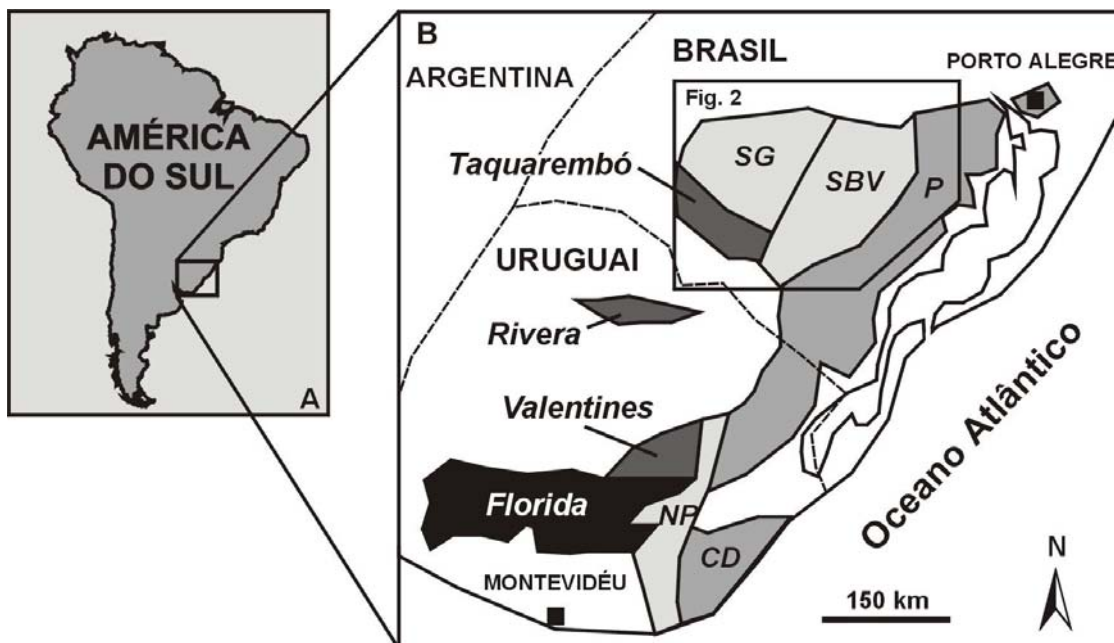 AMÉRICA
DO SUL
A
B
BRASIL
ARGENTINA
PORTO ALEGRE
Fig. 2
Taquarembó
SG
SBV
P
URUGUAI
Rivera
Valentines
Florida
NP
CD
MONTEVIDÉU
Oceano Atlântico
N
150 km